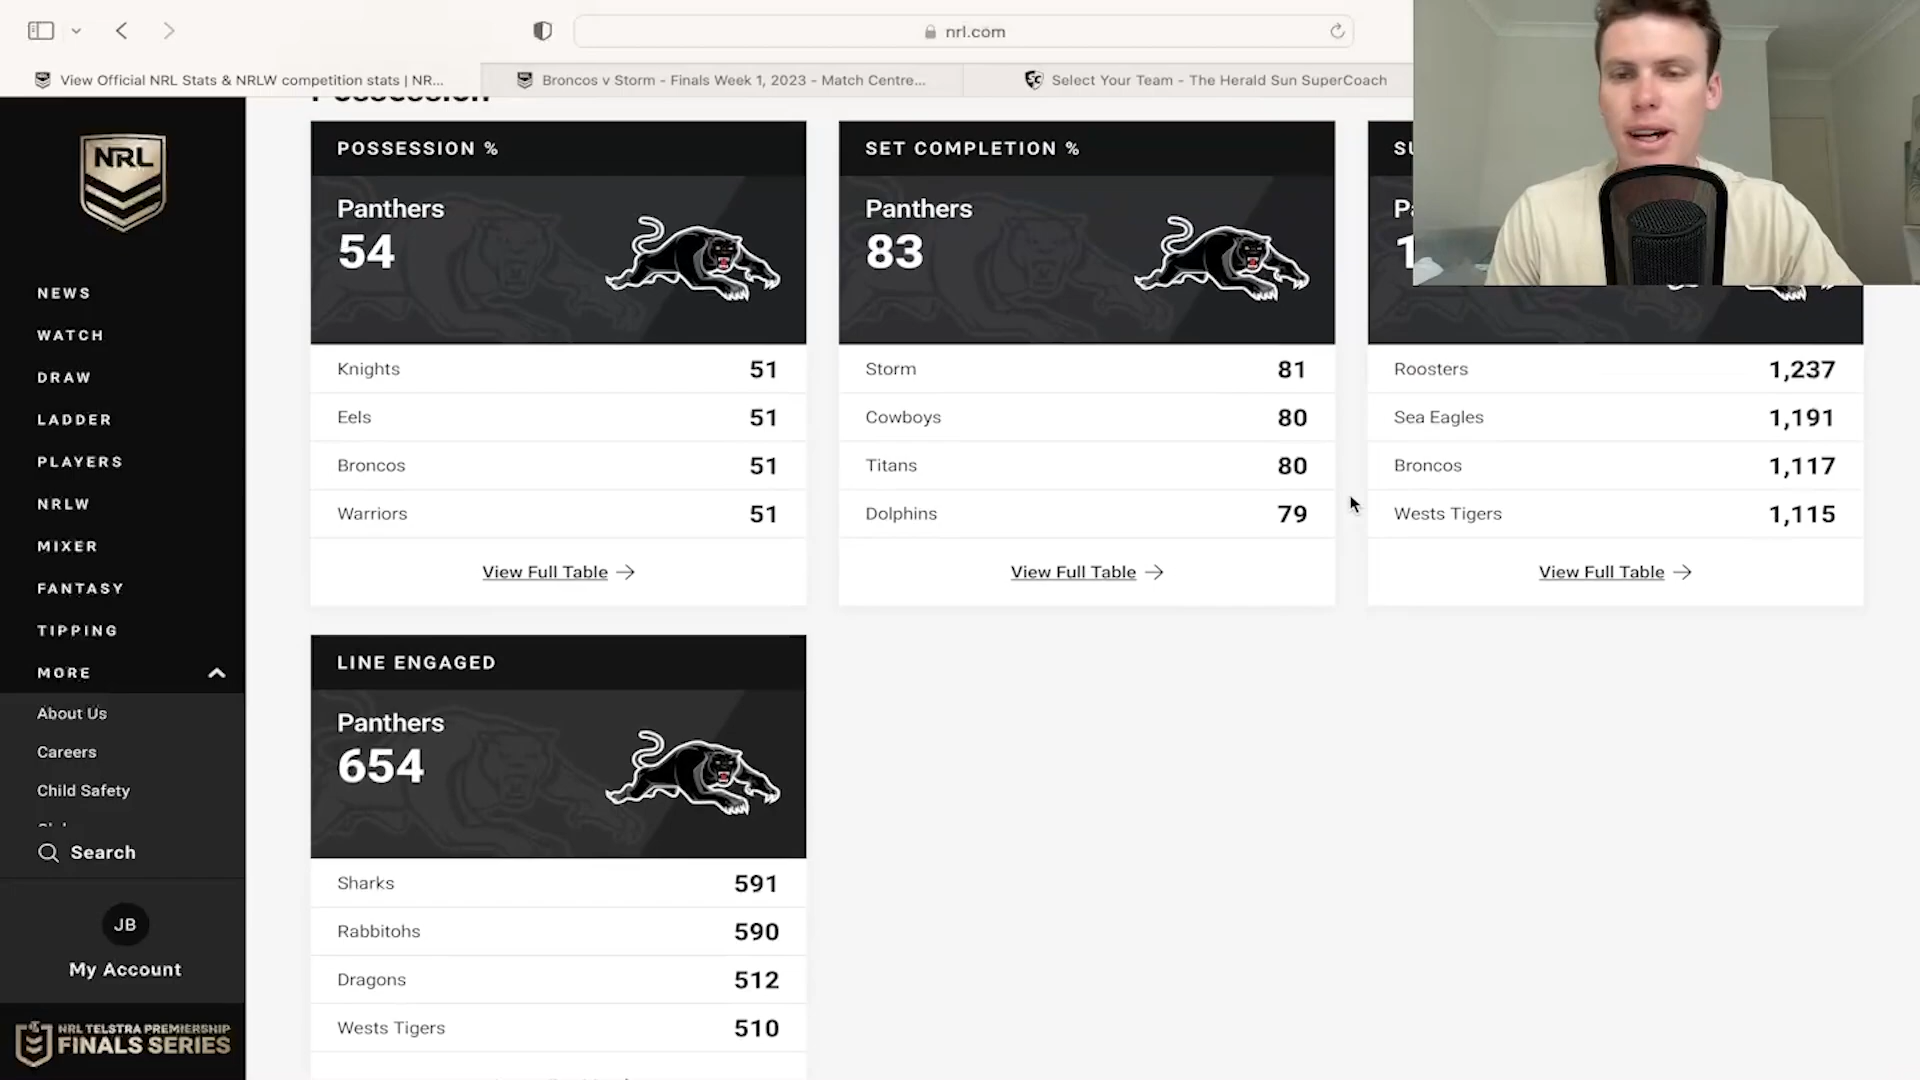 nrl.com
View Official NRL Stats & NRLW competition stats | NR...
Broncos v Storm - Finals Week 1, 2023 - Match Centre...
Select Your Team - The Herald Sun SuperCoach
NRL
NEWS
WATCH
DRAW
LADDER
PLAYERS
NRLW
MIXER
FANTASY
TIPPING
MORE
About Us
Careers
Child Safety
Search
JB
My Account
NRL TELSTRA PREMIERSHIP
FINALS SERIES
Possession
POSSESSION %
Panthers
54
Knights 51
Eels 51
Broncos 51
Warriors 51
View Full Table
SET COMPLETION %
Panthers
83
Storm 81
Cowboys 80
Titans 80
Dolphins 79
View Full Table
Roosters 1,237
Sea Eagles 1,191
Broncos 1,117
Wests Tigers 1,115
View Full Table
LINE ENGAGED
Panthers
654
Sharks 591
Rabbitohs 590
Dragons 512
Wests Tigers 510